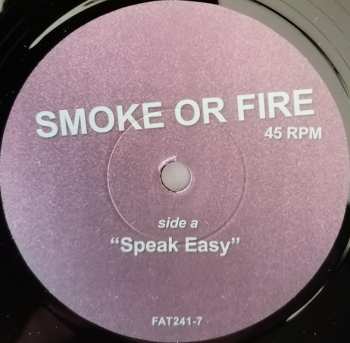 SMOKE OR FIRE
45 RPM
side a
“Speak Easy”
FAT241-7